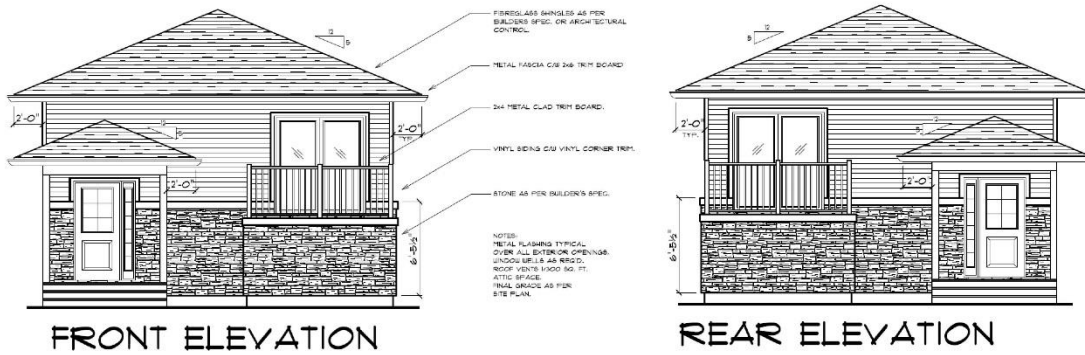 FIBREGLASS SHINGLES AS PER
BUILDERS SPEC. OR ARCHITECTURAL
CONTROL.
12
5
METAL FASCIA C/W 2x6 TRIM BOARD
2x4 METAL CLAD TRIM BOARD.
2'-0"
2'-0"
TYP.
12
5
VINYL SIDING C/W VINYL CORNER TRIM.
2'-0"
STONE AS PER BUILDER'S SPEC.
6'-5½"
NOTES:
METAL FLASHING TYPICAL
OVER ALL EXTERIOR OPENINGS.
WINDOW WELLS AS REQ'D.
ROOF VENTS 1/300 SQ. FT.
ATTIC SPACE.
FINAL GRADE AS PER
SITE PLAN.
FRONT ELEVATION
12
5
2'-0"
TYP.
12
5
2'-0"
6'-5½"
REAR ELEVATION